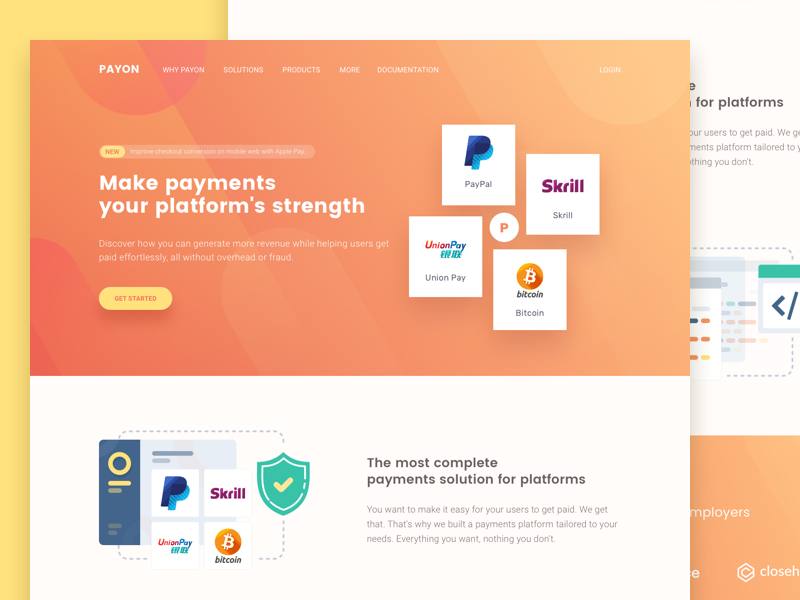 PAYON WHY PAYON SOLUTIONS PRODUCTS MORE DOCUMENTATION LOGIN
NEW Improve checkout conversion on mobile web with Apple Pay.
Make payments
your platform's strength
Discover how you can generate more revenue while helping users get
paid effortlessly, all without overhead or fraud.
GET STARTED
PayPal
Skrill
Skrill
UnionPay
银联
Union Pay
P
bitcoin
Bitcoin
Skrill
UnionPay
银联
bitcoin
The most complete
payments solution for platforms
You want to make it easy for your users to get paid. We get
that. That's why we built a payments platform tailored to your
needs. Everything you want, nothing you don't.
e
for platforms
our users to get paid. We g
ments platform tailored to y
othing you don't.
</>
mployers
ce
closeh